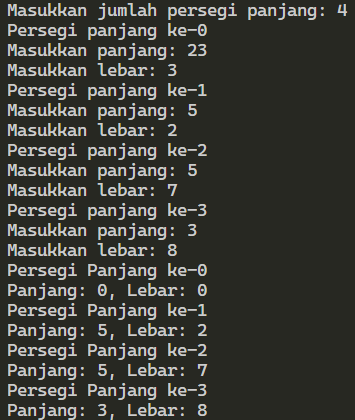 Masukkan jumlah persegi panjang: 4
Persegi panjang ke-0
Masukkan panjang: 23
Masukkan lebar: 3
Persegi panjang ke-1
Masukkan panjang: 5
Masukkan lebar: 2
Persegi panjang ke-2
Masukkan panjang: 5
Masukkan lebar: 7
Persegi panjang ke-3
Masukkan panjang: 3
Masukkan lebar: 8
Persegi Panjang ke-0
Panjang: 0, Lebar: 0
Persegi Panjang ke-1
Panjang: 5, Lebar: 2
Persegi Panjang ke-2
Panjang: 5, Lebar: 7
Persegi Panjang ke-3
Panjang: 3, Lebar: 8